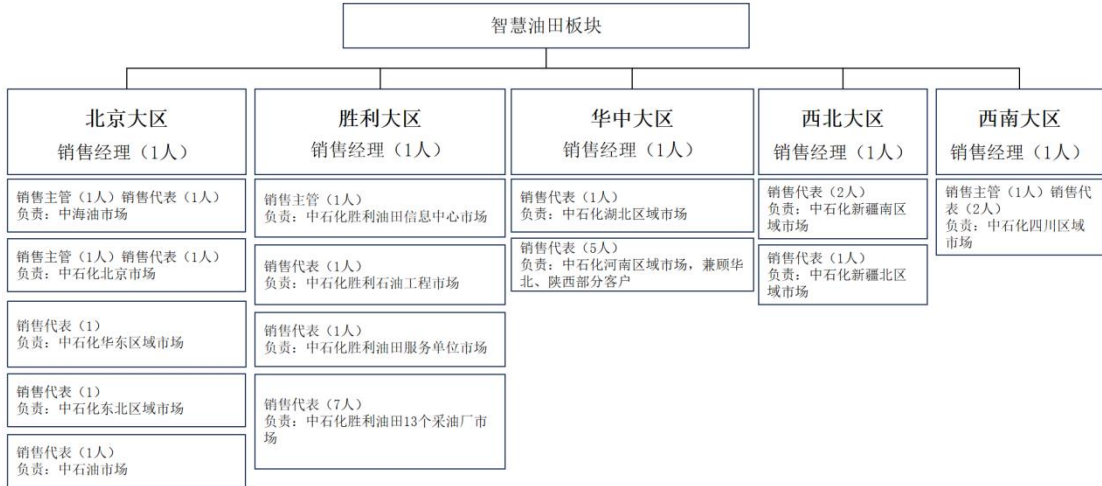 智慧油田板块
北京大区
销售经理（1人）
销售主管（1人）销售代表（1人）
负责：中海油市场
销售主管（1人）销售代表（1人）
负责：中石化北京市场
销售代表（1）
负责：中石化华东区域市场
销售代表（1）
负责：中石化东北区域市场
销售代表（1人）
负责：中石油市场
胜利大区
销售经理（1人）
销售主管（1人）
负责：中石化胜利油田信息中心市场
销售代表（1人）
负责：中石化胜利石油工程市场
销售代表（1人）
负责：中石化胜利油田服务单位市场
销售代表（7人）
负责：中石化胜利油田13个采油厂市
场
华中大区
销售经理（1人）
销售代表（1人）
负责：中石化湖北区域市场
销售代表（5人）
负责：中石化河南区域市场，兼顾华
北、陕西部分客户
西北大区
销售经理（1人）
销售代表（2人）
负责：中石化新疆南区
域市场
销售代表（1人）
负责：中石化新疆北区
域市场
西南大区
销售经理（1人）
销售主管（1人）销售代
表（2人）
负责：中石化四川区域
市场